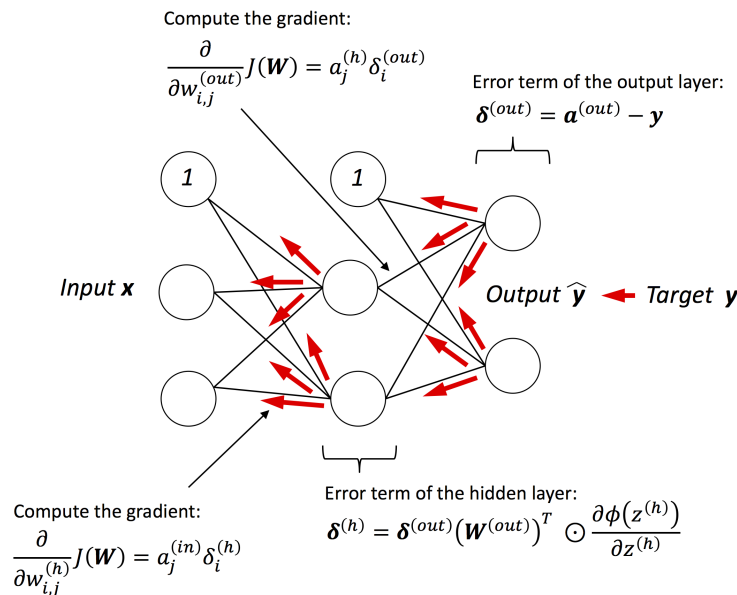 Compute the gradient:
∂/∂w_{i,j}^{(out)} J(W) = a_j^{(h)} δ_i^{(out)}
Error term of the output layer:
δ^{(out)} = a^{(out)} − y
1
1
Input x
Output ŷ
Target y
Compute the gradient:
∂/∂w_{i,j}^{(h)} J(W) = a_j^{(in)} δ_i^{(h)}
Error term of the hidden layer:
δ^{(h)} = δ^{(out)} (W^{(out)})^T ⊙ ∂ϕ(z^{(h)})/∂z^{(h)}